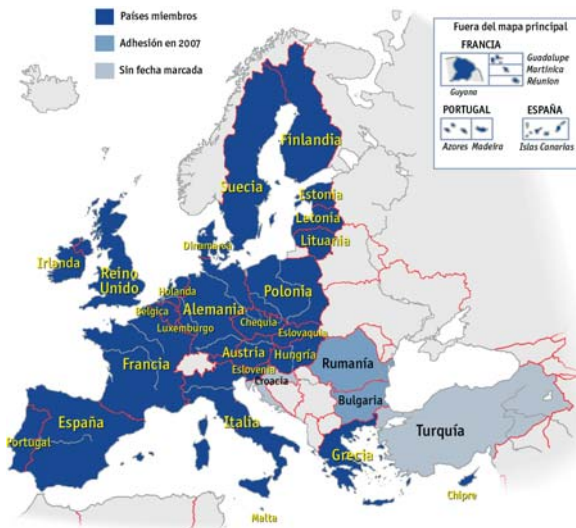 Países miembros
Adhesión en 2007
Sin fecha marcada
Fuera del mapa principal
FRANCIA
Guadalupe
Martinica
Réunion
Guyana
PORTUGAL
ESPAÑA
Azores
Madeira
Islas Canarias
Finlandia
Suecia
Estonia
Letonia
Lituania
Dinamarca
Irlanda
Reino
Unido
Holanda
Polonia
Bélgica
Alemania
Luxemburgo
Chequia
Eslovaquia
Francia
Austria
Hungría
Rumanía
Eslovenia
Croacia
España
Italia
Bulgaria
Portugal
Turquía
Grecia
Chipre
Malta